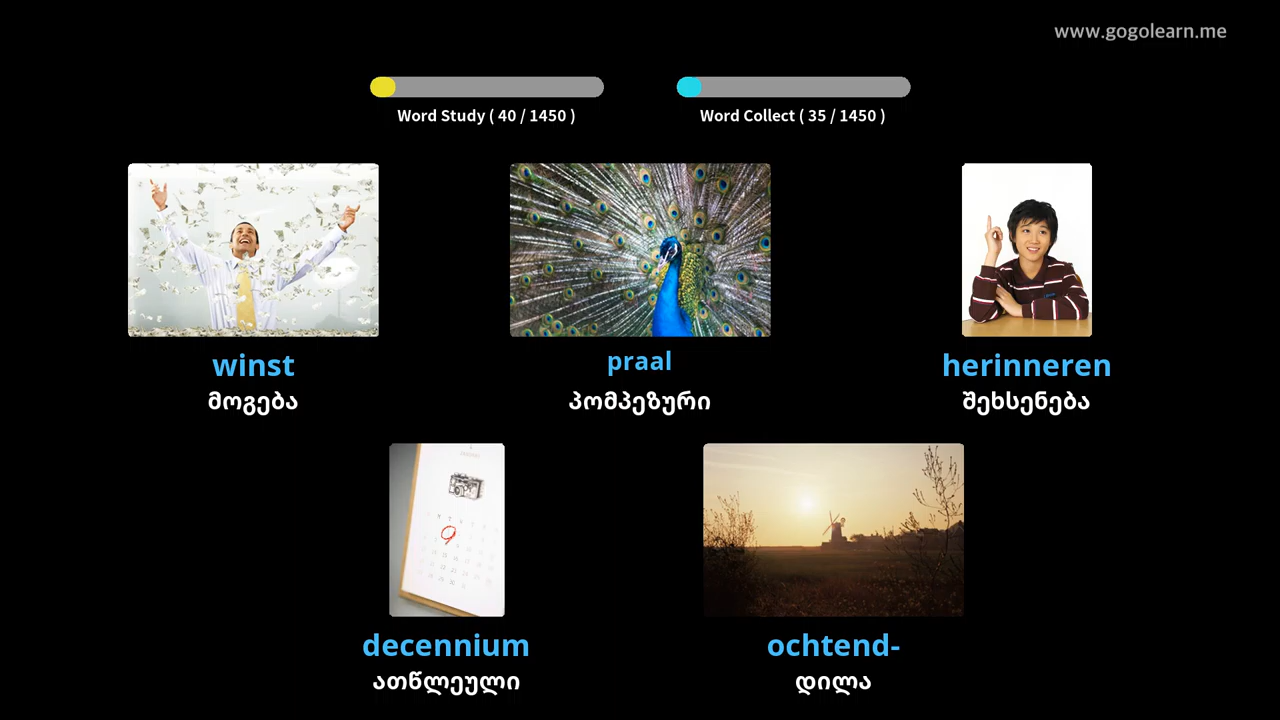 www.gogolearn.me
Word Study ( 40 / 1450 )
Word Collect ( 35 / 1450 )
winst
praal
herinneren
მოგება
პომპეზური
შეხსენება
decennium
ochtend-
ათწლეული
დილა